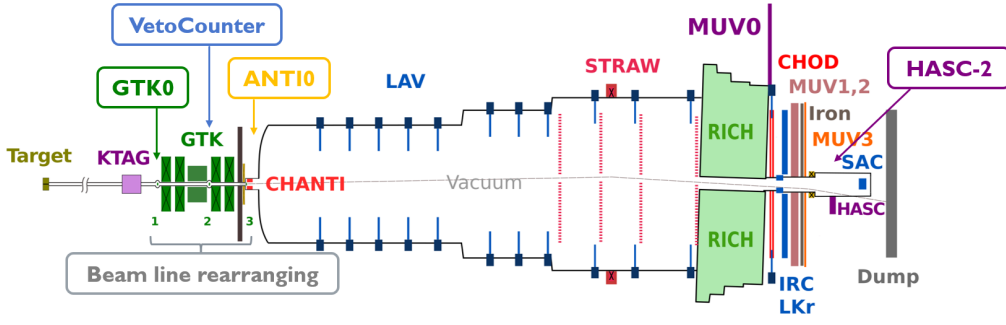 VetoCounter
MUV0
GTK0
ANTI0
LAV
STRAW
CHOD
HASC-2
MUV1,2
Iron
GTK
RICH
MUV3
Target
KTAG
SAC
CHANTI
Vacuum
HASC
1
2
3
RICH
Beam line rearranging
Dump
IRC
LKr